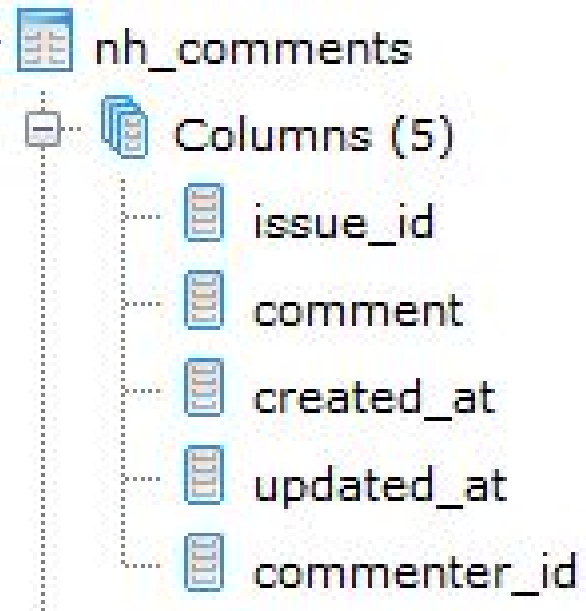 nh_comments
Columns (5)
issue_id
comment
created_at
updated_at
commenter_id